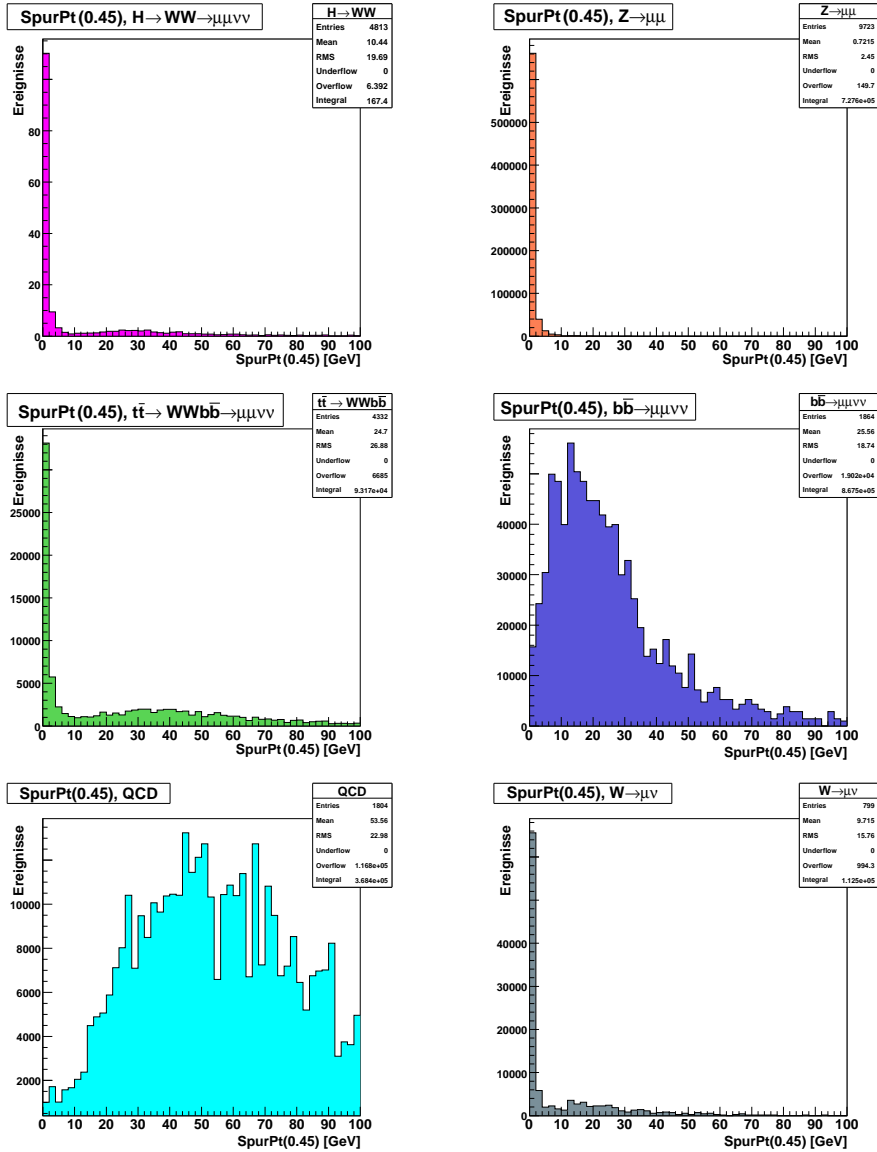 SpurPt(0.45), H→WW→μμνν
H→WW
Entries 4813
Mean 10.44
RMS 19.69
Underflow 0
Overflow 6.392
Integral 167.4
Ereignisse
80
60
40
20
0
0 10 20 30 40 50 60 70 80 90 100
SpurPt(0.45) [GeV]
SpurPt(0.45), Z→μμ
Z→μμ
Entries 9723
Mean 0.7215
RMS 2.45
Underflow 0
Overflow 149.7
Integral 7.276e+05
Ereignisse
500000
400000
300000
200000
100000
0
0 10 20 30 40 50 60 70 80 90 100
SpurPt(0.45) [GeV]
SpurPt(0.45), tt̄→ WWbb̄→μμνν
tt̄ → WWbb̄
Entries 4332
Mean 24.7
RMS 26.88
Underflow 0
Overflow 6685
Integral 9.317e+04
Ereignisse
25000
20000
15000
10000
5000
0
0 10 20 30 40 50 60 70 80 90 100
SpurPt(0.45) [GeV]
SpurPt(0.45), bb̄→μμνν
bb̄→μμνν
Entries 1864
Mean 25.56
RMS 18.74
Underflow 0
Overflow 1.902e+04
Integral 8.675e+05
Ereignisse
40000
30000
20000
10000
0
0 10 20 30 40 50 60 70 80 90 100
SpurPt(0.45) [GeV]
SpurPt(0.45), QCD
QCD
Entries 1804
Mean 53.56
RMS 22.98
Underflow 0
Overflow 1.168e+05
Integral 3.684e+05
Ereignisse
10000
8000
6000
4000
2000
0 10 20 30 40 50 60 70 80 90 100
SpurPt(0.45) [GeV]
SpurPt(0.45), W→μν
W→μν
Entries 799
Mean 9.715
RMS 15.76
Underflow 0
Overflow 994.3
Integral 1.125e+05
Ereignisse
40000
30000
20000
10000
0
0 10 20 30 40 50 60 70 80 90 100
SpurPt(0.45) [GeV]